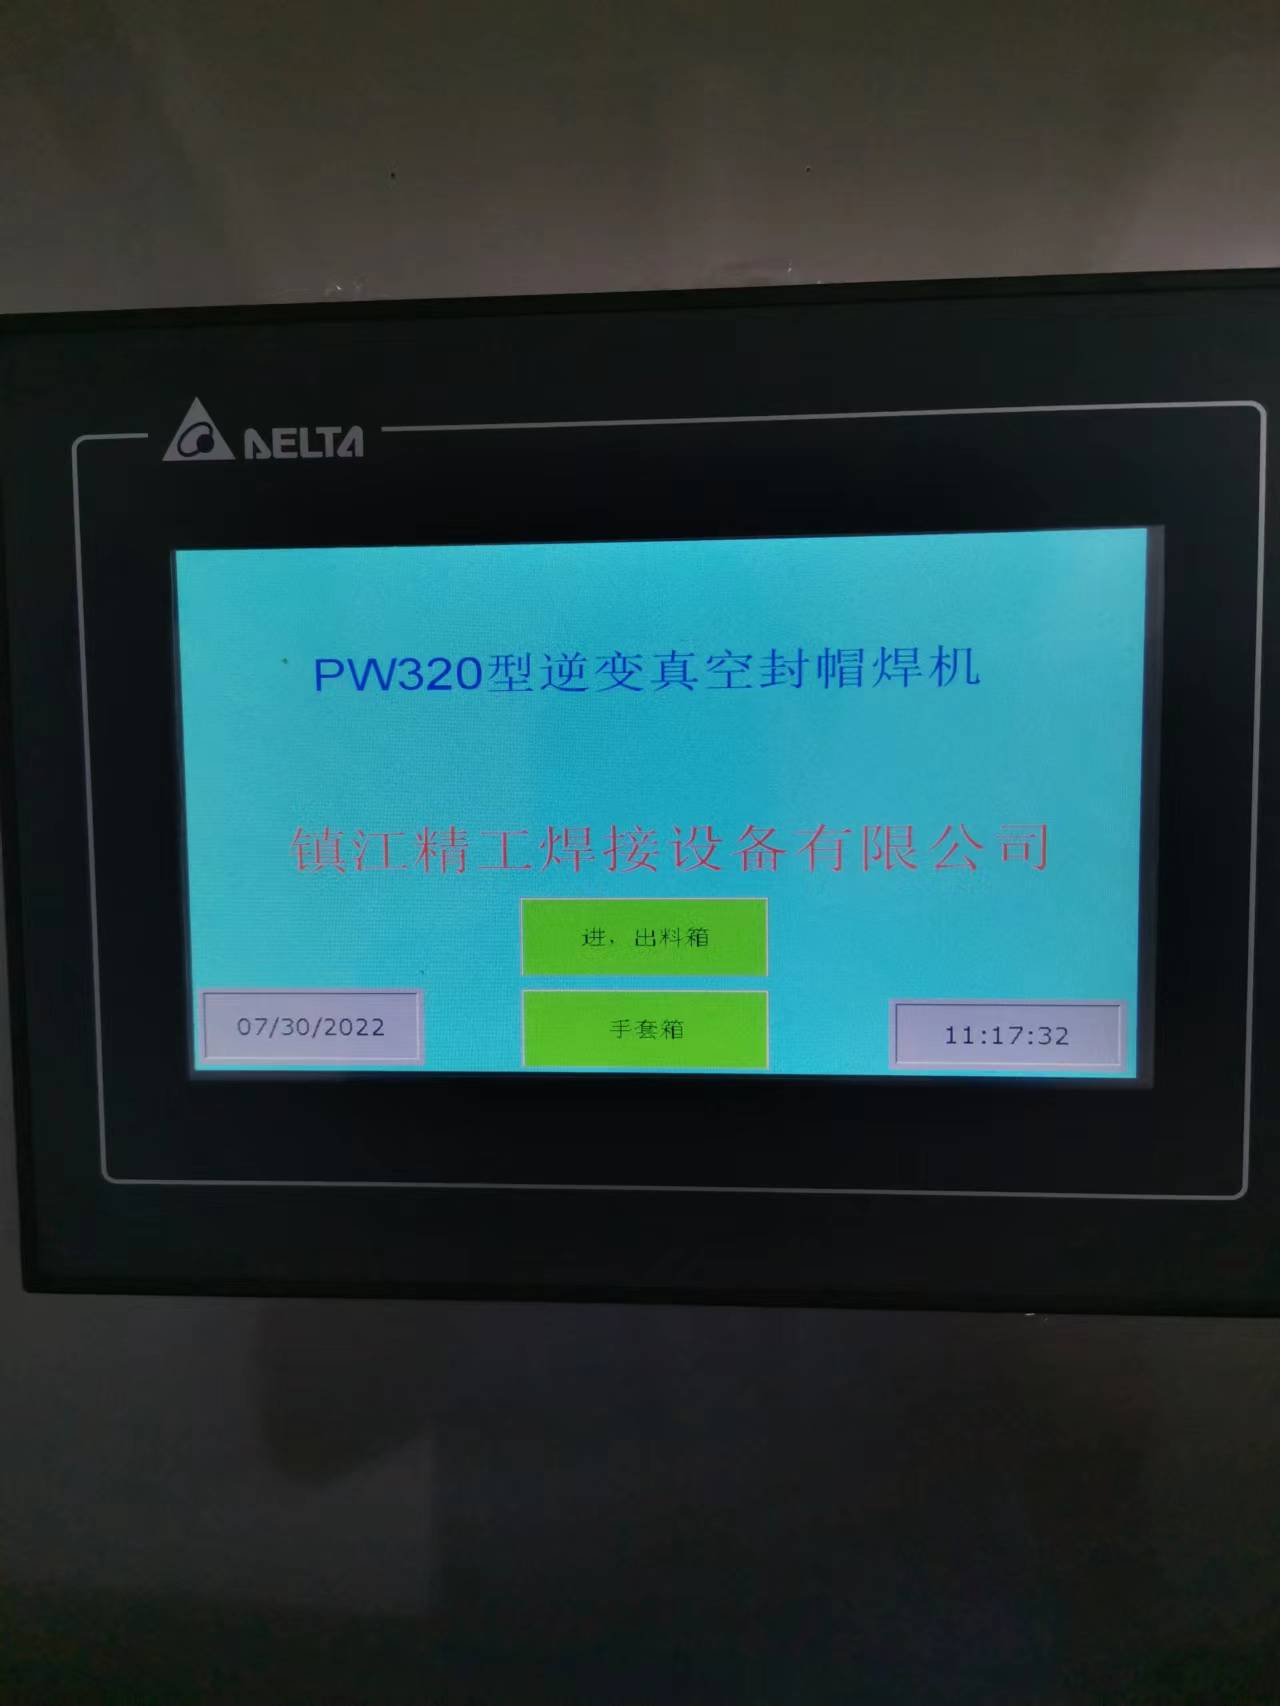 DELTA
PW320型逆变真空封帽焊机
镇江精工焊接设备有限公司
进，出料箱
07/30/2022
手套箱
11:17:32